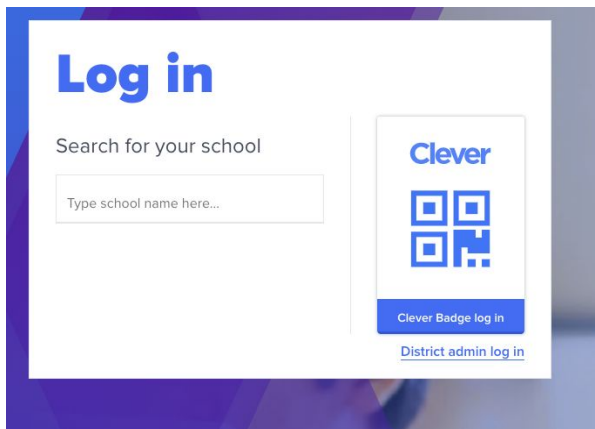 Log in
Search for your school
Type school name here...
Clever
Clever Badge log in
District admin log in